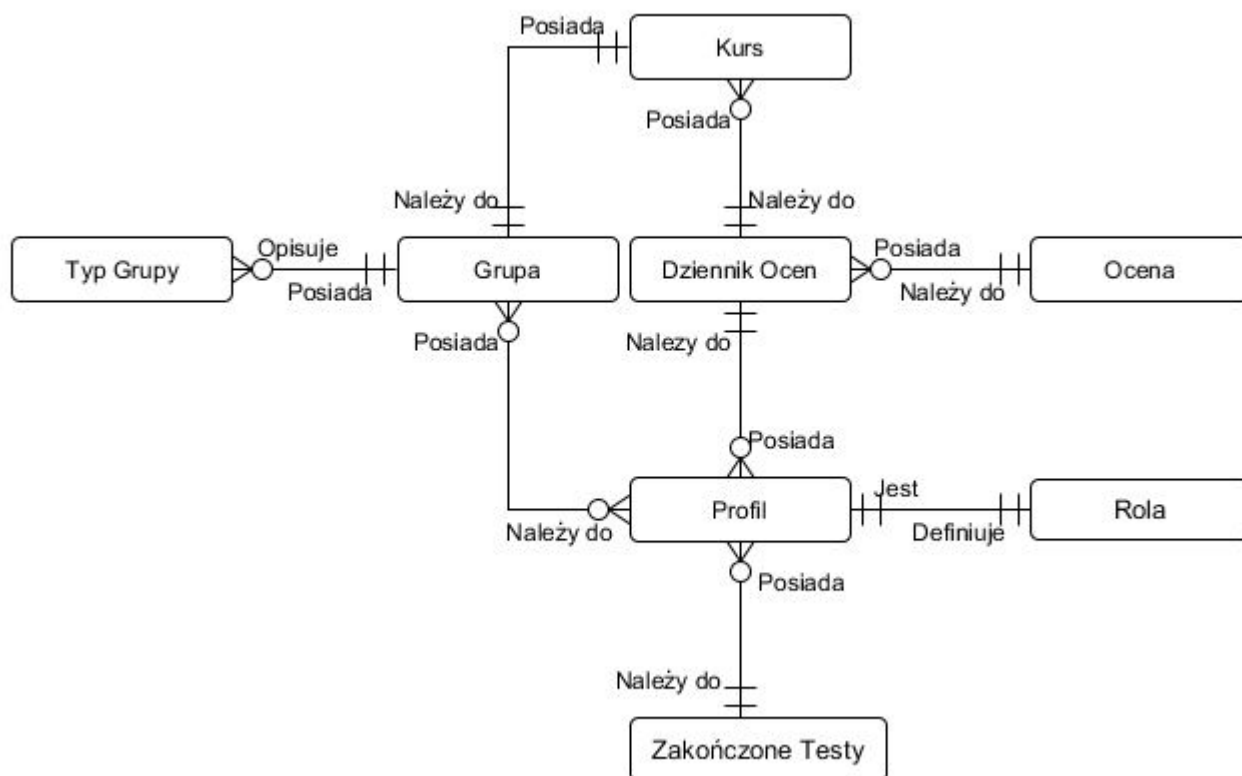 Posiada
Kurs
Posiada
Należy do
Należy do
Typ Grupy
Opisuje
Posiada
Grupa
Dziennik Ocen
Posiada
Należy do
Ocena
Posiada
Nalezy do
Posiada
Należy do
Profil
Jest
Definiuje
Rola
Posiada
Należy do
Zakończone Testy